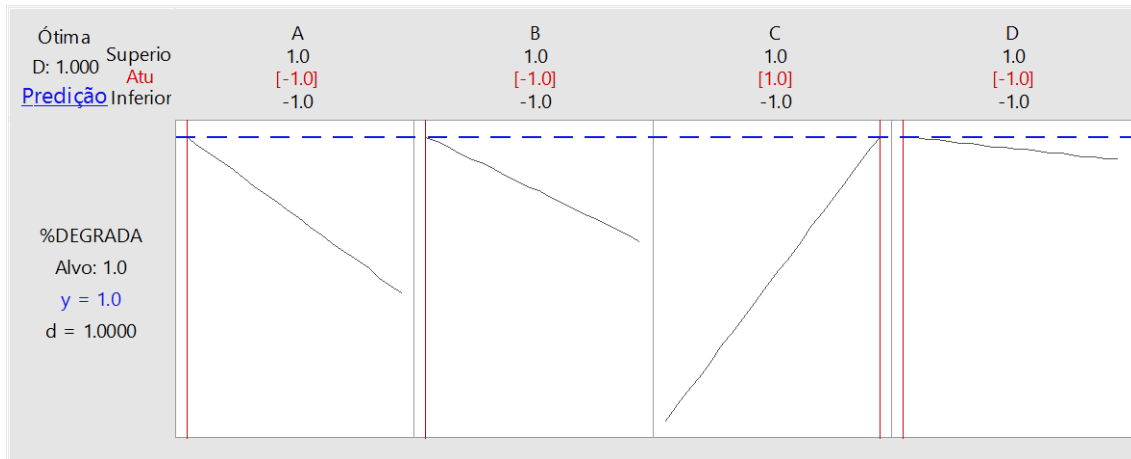 Ótima
D: 1.000
Predição
Superio
Atu
Inferior
A
1.0
[-1.0]
-1.0
B
1.0
[-1.0]
-1.0
C
1.0
[1.0]
-1.0
D
1.0
[-1.0]
-1.0
%DEGRADA
Alvo: 1.0
y = 1.0
d = 1.0000